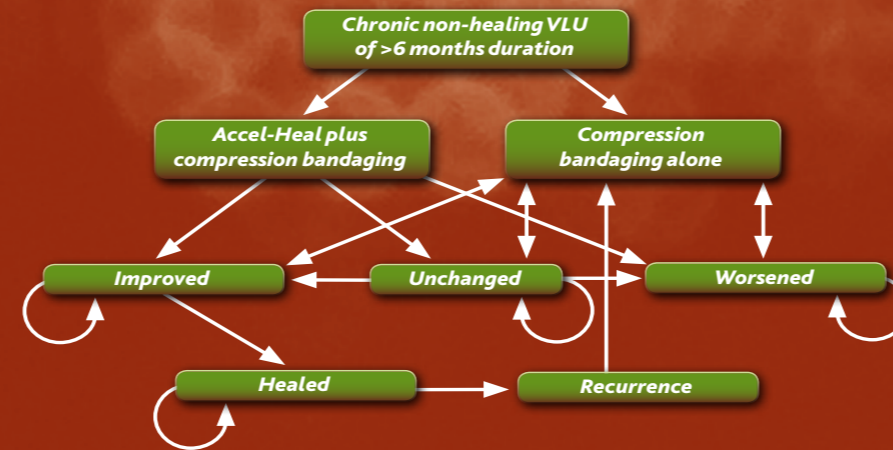 Chronic non-healing VLU
of >6 months duration
Accel-Heal plus
compression bandaging
Compression
bandaging alone
Improved
Unchanged
Worsened
Healed
Recurrence